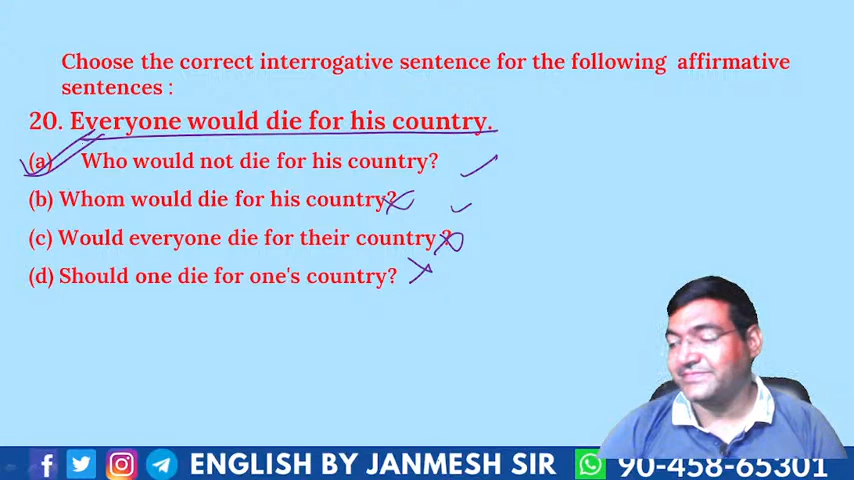 Choose the correct interrogative sentence for the following affirmative
sentences :
20. Everyone would die for his country.
(a) Who would not die for his country?
(b) Whom would die for his country?
(c) Would everyone die for their country ?
(d) Should one die for one's country?
ENGLISH BY JANMESH SIR 90-458-65301